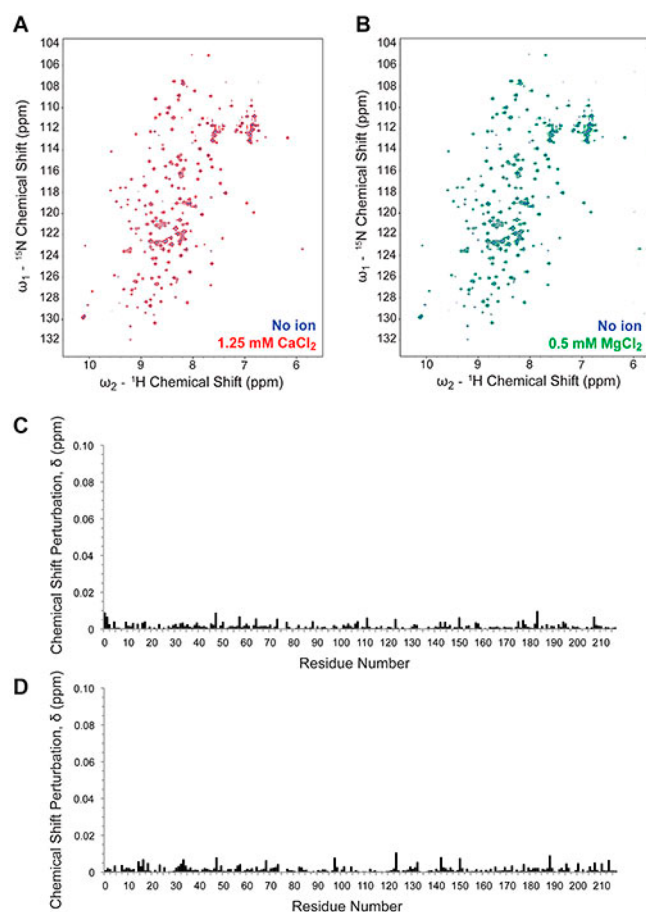 A
104
106
108
110
112
114
116
118
120
122
124
126
128
130
132
ω1 - 15N Chemical Shift (ppm)
No ion
1.25 mM CaCl2
10 9 8 7 6
ω2 - 1H Chemical Shift (ppm)
B
104
106
108
110
112
114
116
118
120
122
124
126
128
130
132
ω1 - 15N Chemical Shift (ppm)
No ion
0.5 mM MgCl2
10 9 8 7 6
ω2 - 1H Chemical Shift (ppm)
C
Chemical Shift Perturbation, δ (ppm)
0.10
0.08
0.06
0.04
0.02
0
0 10 20 30 40 50 60 70 80 90 100 110 120 130 140 150 160 170 180 190 200 210
Residue Number
D
Chemical Shift Perturbation, δ (ppm)
0.10
0.08
0.06
0.04
0.02
0
0 10 20 30 40 50 60 70 80 90 100 110 120 130 140 150 160 170 180 190 200 210
Residue Number